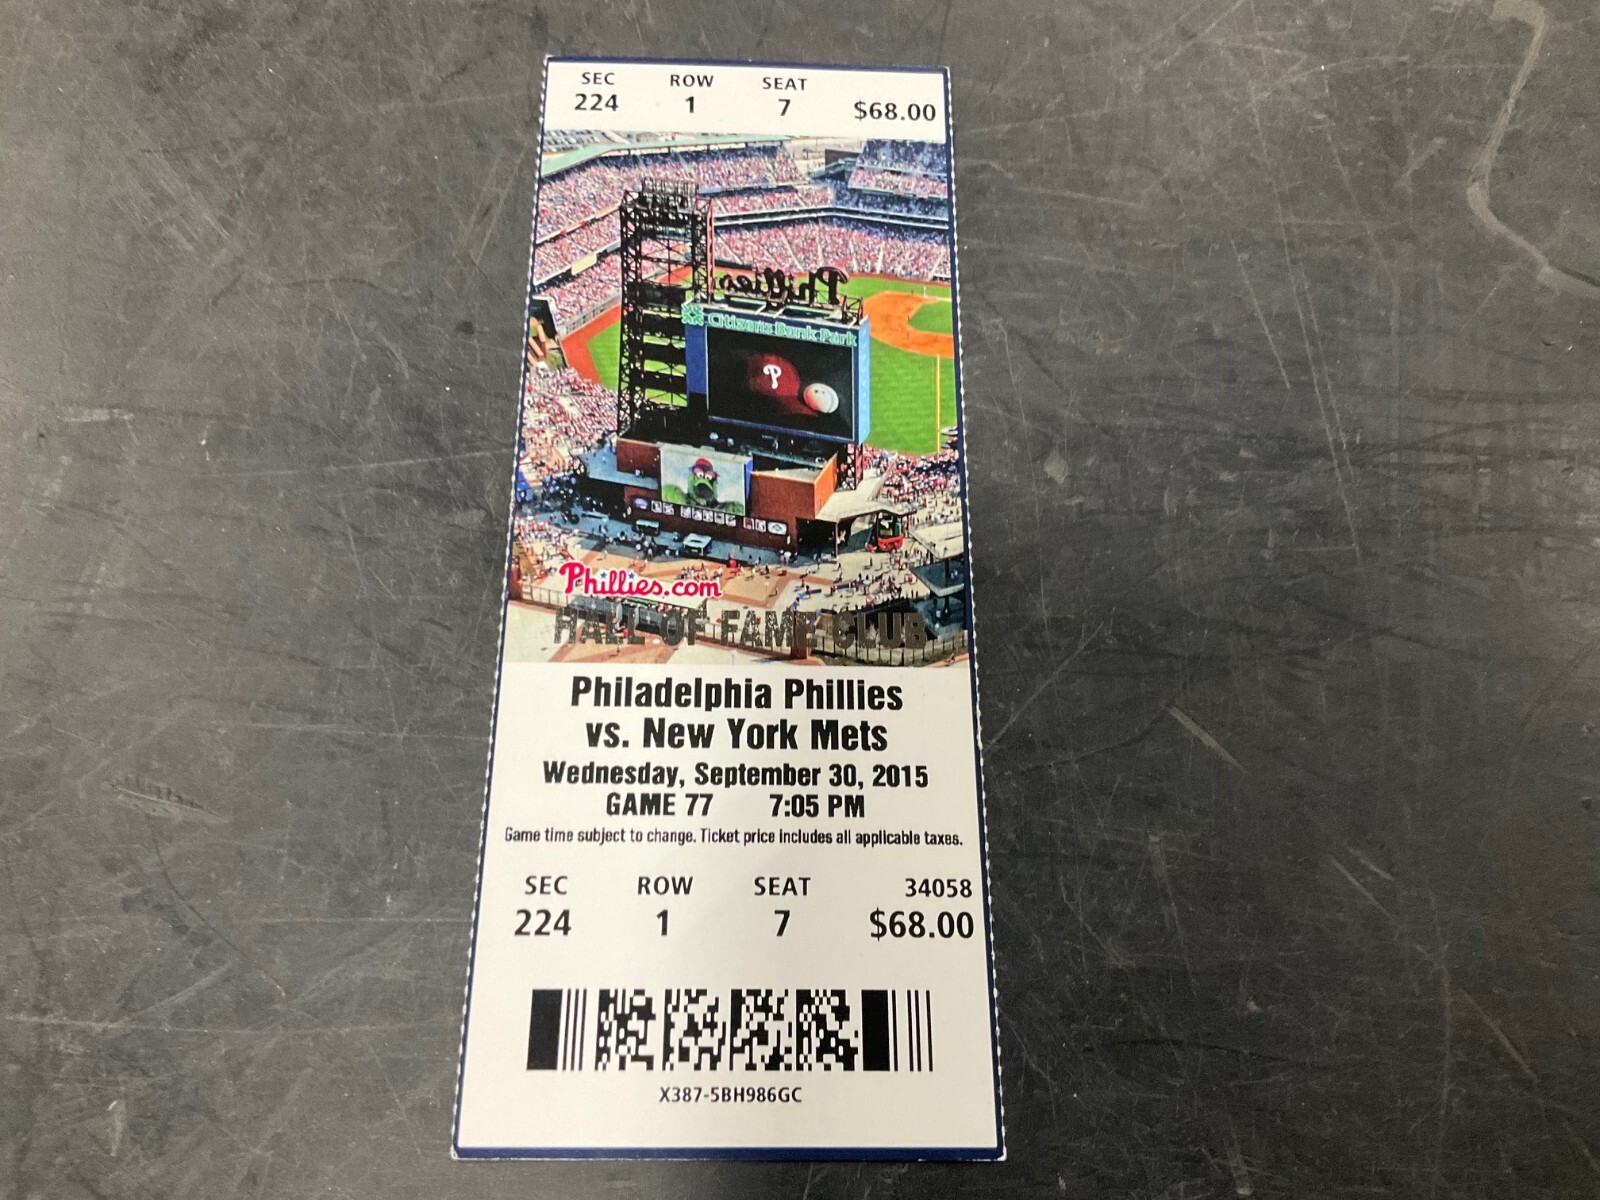 SEC ROW SEAT
224 1 7 $68.00
Phillies
Citizens Bank Park
P
Phillies.com
HALL OF FAME CLUB
Philadelphia Phillies
vs. New York Mets
Wednesday, September 30, 2015
GAME 77 7:05 PM
Game time subject to change. Ticket price includes all applicable taxes.
SEC ROW SEAT 34058
224 1 7 $68.00
X387-5BH986GC